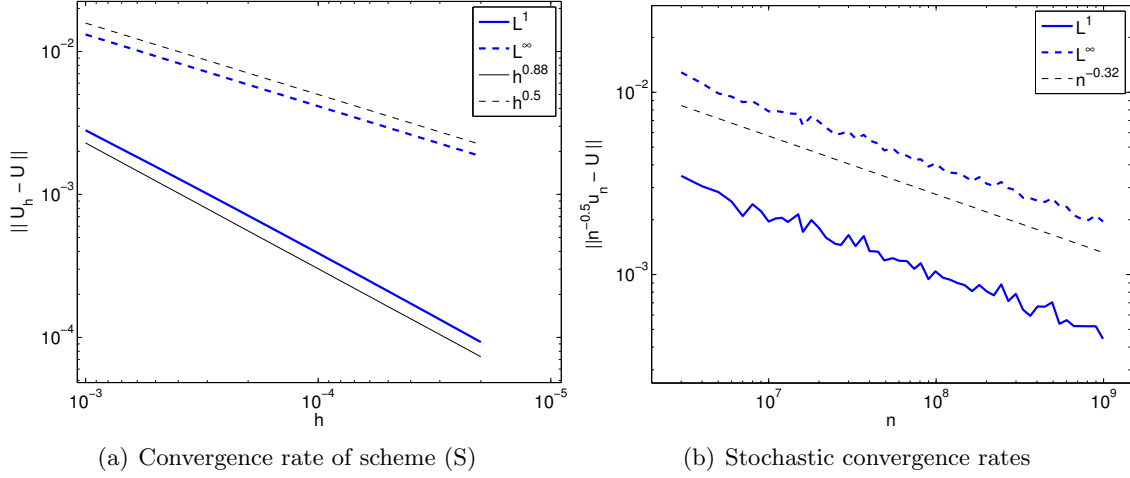 10^{-2}
10^{-3}
10^{-4}
|| U_h - U ||
10^{-3}
10^{-4}
10^{-5}
h
L^1
L^∞
h^{0.88}
h^{0.5}
(a) Convergence rate of scheme (S)
10^{-2}
10^{-3}
||n^{-0.5}u_n - U ||
10^7
10^8
10^9
n
L^1
L^∞
n^{-0.32}
(b) Stochastic convergence rates